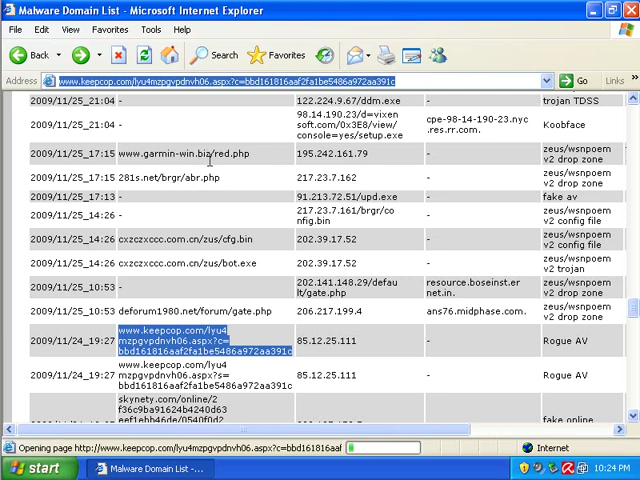 Malware Domain List - Microsoft Internet Explorer
File Edit View Favorites Tools Help
Back Search Favorites
Address www.keepcop.com/lyu4mzpgvpdnvh06.aspx?c=bbd161816aaf2fa1be5486a972aa391c Go Links »
2009/11/25_21:04 - 122.224.9.67/ddm.exe - trojan TDSS
2009/11/25_21:04 - 98.14.190.23/d=vixen
soft.com/0x3E8/view/
console=yes/setup.exe cpe-98-14-190-23.nyc
.res.rr.com. Koobface
2009/11/25_17:15 www.garmin-win.biz/red.php 195.242.161.79 - zeus/wsnpoem
v2 drop zone
2009/11/25_17:15 281s.net/brgr/abr.php 217.23.7.162 - zeus/wsnpoem
v2 drop zone
2009/11/25_17:13 - 91.213.72.51/upd.exe - fake av
2009/11/25_14:26 - 217.23.7.161/brgr/co
nfig.bin - zeus/wsnpoem
v2 config file
2009/11/25_14:26 cxzczxccc.com.cn/zus/cfg.bin 202.39.17.52 - zeus/wsnpoem
v2 config file
2009/11/25_14:26 cxzczxccc.com.cn/zus/bot.exe 202.39.17.52 - zeus/wsnpoem
v2 trojan
2009/11/25_10:53 - 202.141.148.29/defau
lt/gate.php resource.boseinst.er
net.in. zeus/wsnpoem
v2 drop zone
2009/11/25_10:53 deform1980.net/forum/gate.php 206.217.199.4 ans76.midphase.com. zeus/wsnpoem
v2 drop zone
2009/11/24_19:27 www.keepcop.com/lyu4
mzpgvpdnvh06.aspx?c=
bbd161816aaf2fa1be5486a972aa391c 85.12.25.111 - Rogue AV
2009/11/24_19:27 www.keepcop.com/lyu4
mzpgvpdnvh06.aspx?s=
bbd161816aaf2fa1be5486a972aa391c 85.12.25.111 - Rogue AV
skynety.com/online/2
f36c9ba91624b4240d63
fake online
Opening page http://www.keepcop.com/lyu4mzpgvpdnvh06.aspx?c=bbd161816aaf Internet
start Malware Domain List -... 10:24 PM